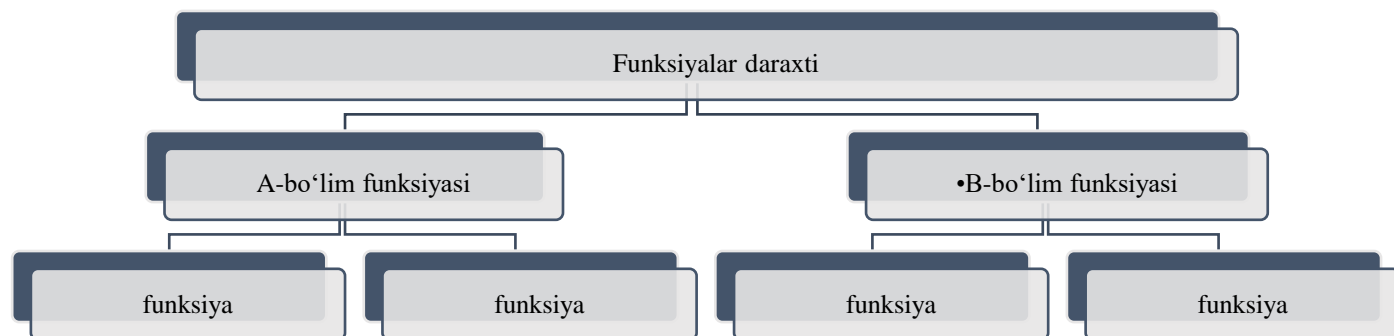 Funksiyalar daraxti
A-bo‘lim funksiyasi
•B-bo‘lim funksiyasi
funksiya
funksiya
funksiya
funksiya